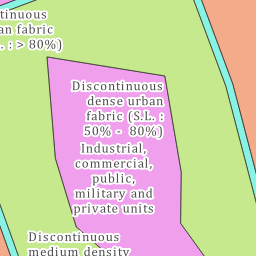 tinuous
an fabric
. : > 80%)
Discontinuous
dense urban
fabric (S.L. :
50% - 80%)
Industrial,
commercial,
public,
military and
private units
Discontinuous
medium density